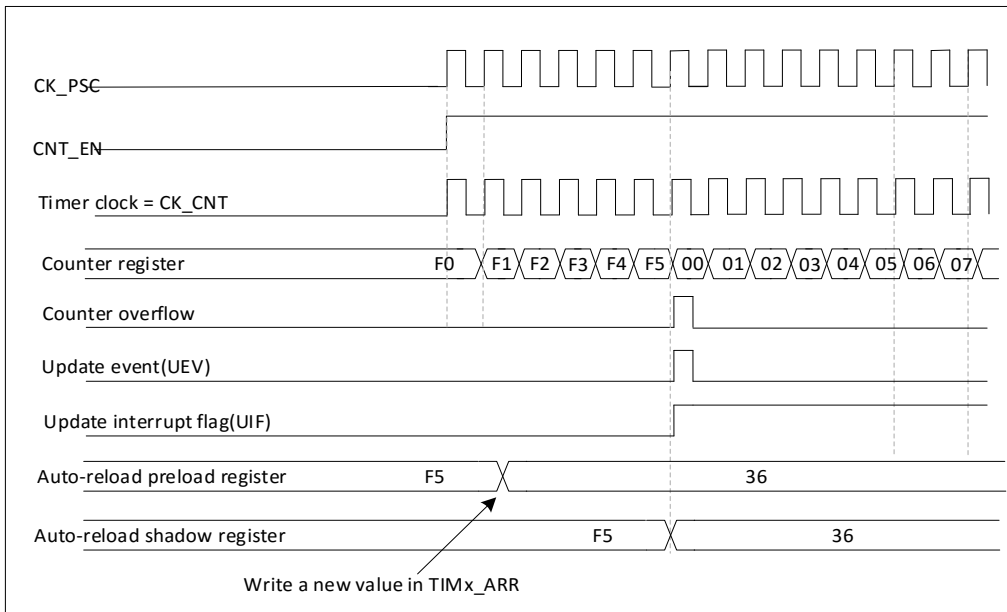 CK_PSC
CNT_EN
Timer clock = CK_CNT
Counter register F0 F1 F2 F3 F4 F5 00 01 02 03 04 05 06 07
Counter overflow
Update event(UEV)
Update interrupt flag(UIF)
Auto-reload preload register F5 36
Auto-reload shadow register F5 36
Write a new value in TIMx_ARR